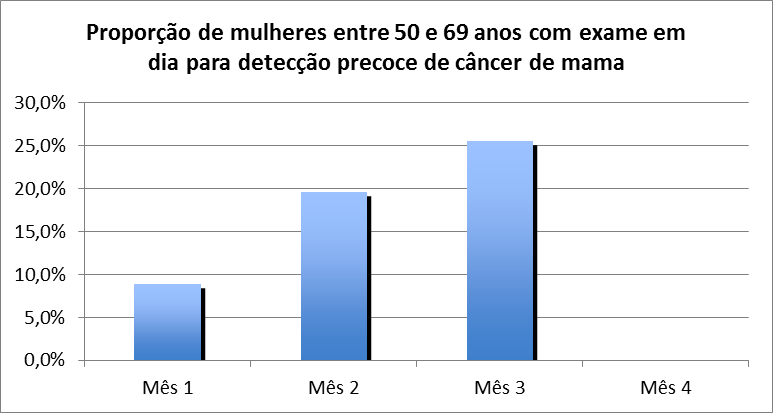 Proporção de mulheres entre 50 e 69 anos com exame em
dia para detecção precoce de câncer de mama
30,0%
25,0%
20,0%
15,0%
10,0%
5,0%
0,0%
Mês 1 Mês 2 Mês 3 Mês 4